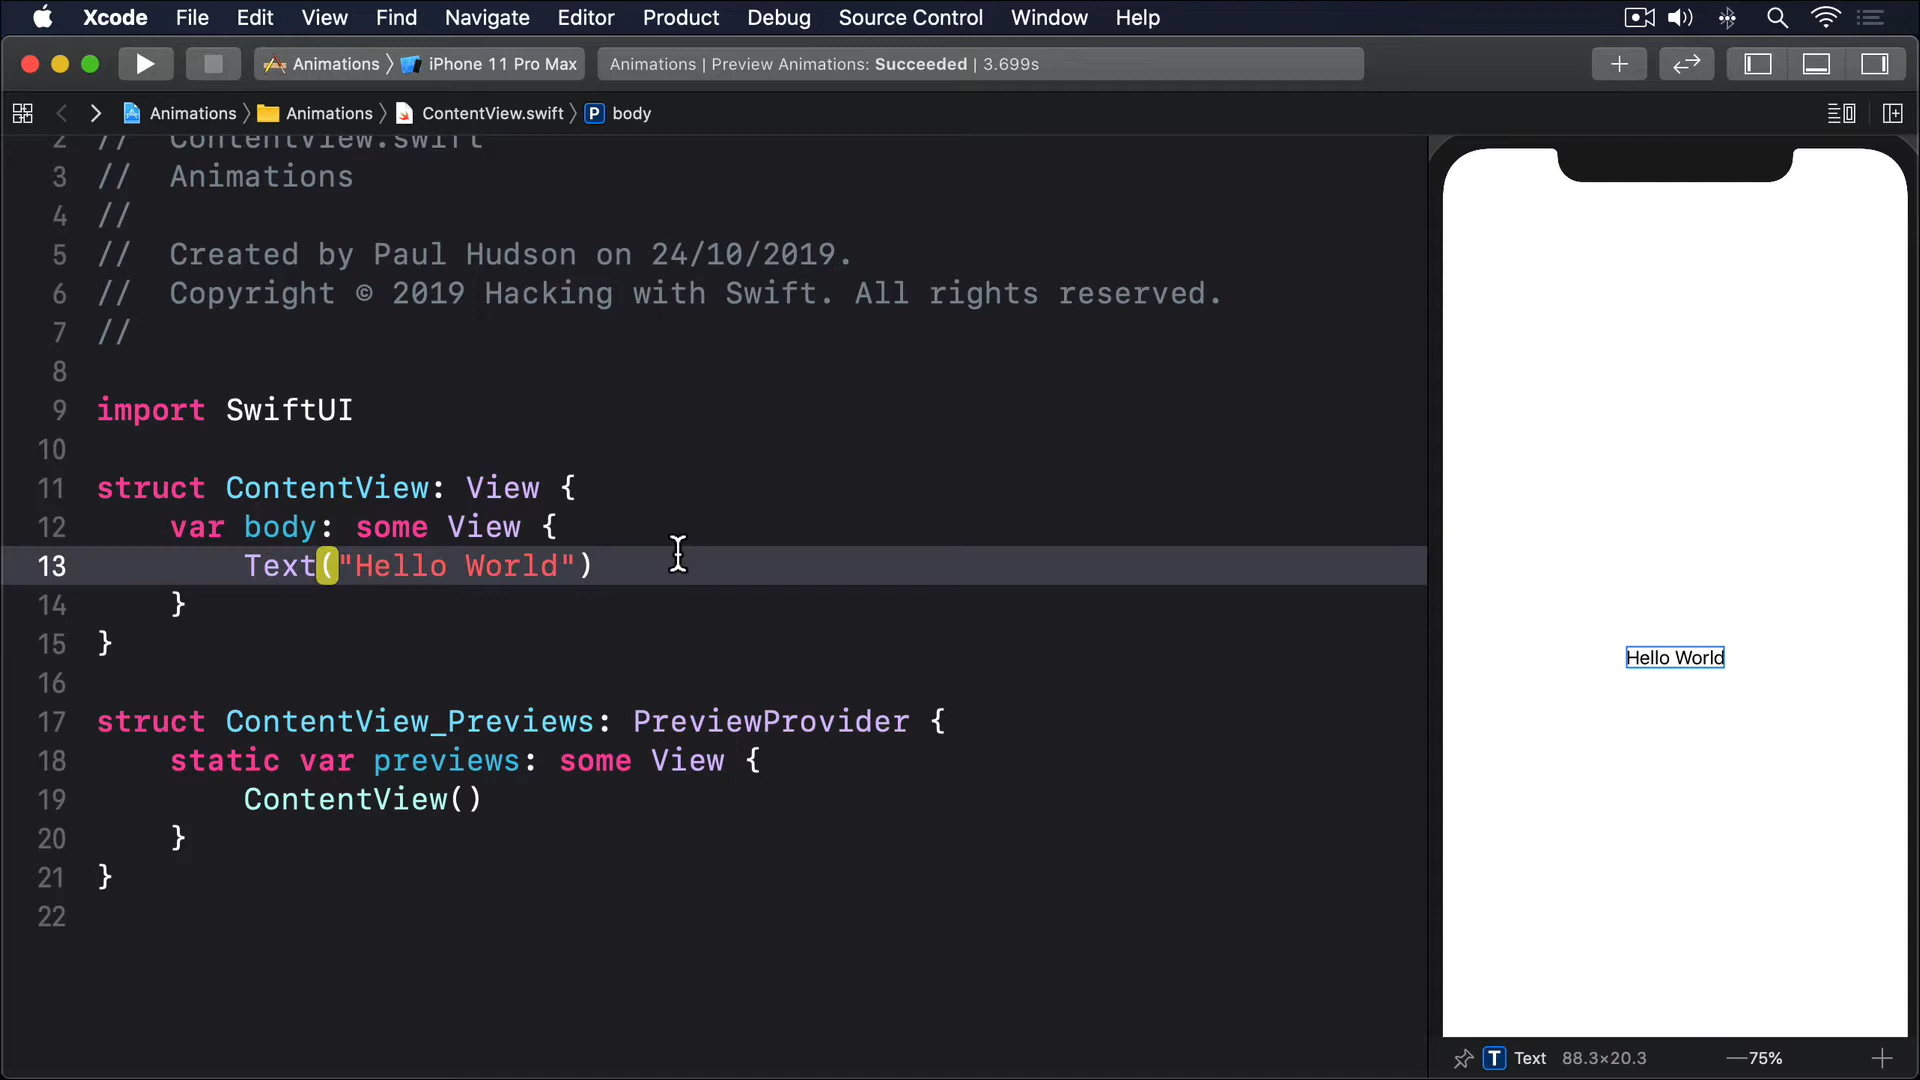 Xcode File Edit View Find Navigate Editor Product Debug Source Control Window Help
Animations iPhone 11 Pro Max Animations | Preview Animations: Succeeded | 3.699s
Animations Animations ContentView.swift P body
2 // ContentView.swift
3 // Animations
4 //
5 // Created by Paul Hudson on 24/10/2019.
6 // Copyright © 2019 Hacking with Swift. All rights reserved.
7 //
8
9 import SwiftUI
10
11 struct ContentView: View {
12 var body: some View {
13 Text("Hello World")
14 }
15 }
16
17 struct ContentView_Previews: PreviewProvider {
18 static var previews: some View {
19 ContentView()
20 }
21 }
22
Hello World
T Text 88.3×20.3 — 75% +